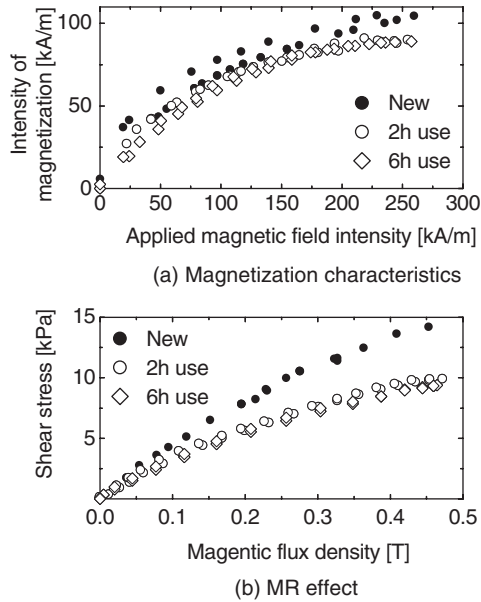 100
50
0
Intensity of
magnetization [kA/m]
New
2h use
6h use
0 50 100 150 200 250 300
Applied magnetic field intensity [kA/m]
(a) Magnetization characteristics
15
10
5
Shear stress [kPa]
New
2h use
6h use
0.0 0.1 0.2 0.3 0.4 0.5
Magentic flux density [T]
(b) MR effect